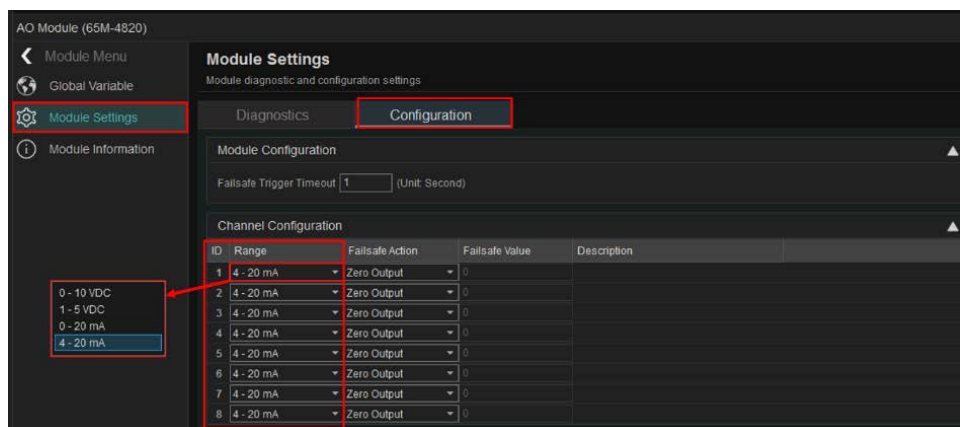 AO Module (65M-4820)
Module Menu
Global Variable
Module Settings
Module Information
Module Settings
Module diagnostic and configuration settings
Diagnostics Configuration
Module Configuration
Failsafe Trigger Timeout 1 (Unit: Second)
Channel Configuration
ID Range Failsafe Action Failsafe Value Description
1 4 - 20 mA Zero Output 0
2 4 - 20 mA Zero Output 0
3 4 - 20 mA Zero Output 0
4 4 - 20 mA Zero Output 0
5 4 - 20 mA Zero Output 0
6 4 - 20 mA Zero Output 0
7 4 - 20 mA Zero Output 0
8 4 - 20 mA Zero Output 0
0 - 10 VDC
1 - 5 VDC
0 - 20 mA
4 - 20 mA